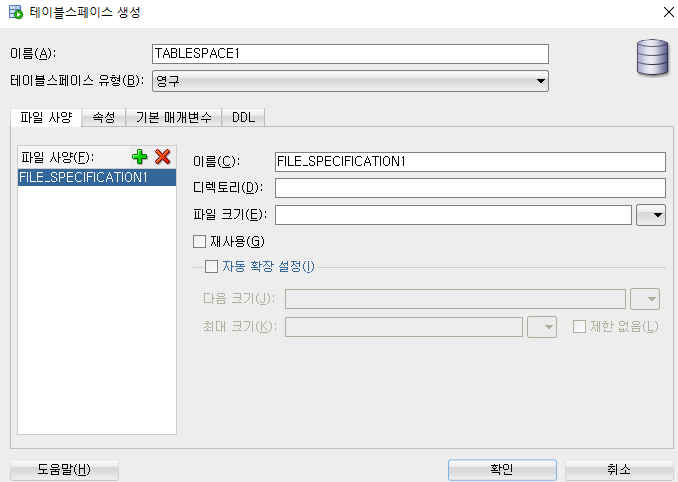 테이블스페이스 생성
이름(A): TABLESPACE1
테이블스페이스 유형(B): 영구
파일 사양 속성 기본 매개변수 DDL
파일 사양(F):
FILE_SPECIFICATION1
이름(C): FILE_SPECIFICATION1
디렉토리(D):
파일 크기(E):
재사용(G)
자동 확장 설정(I)
다음 크기(J):
최대 크기(K): 제한 없음(L)
도움말(H) 확인 취소